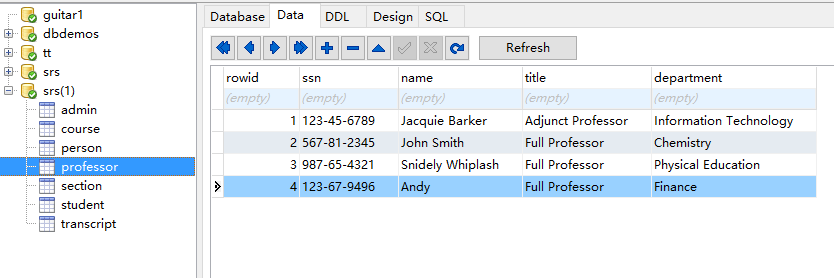 guitar1
dbdemos
tt
srs
srs(1)
admin
course
person
professor
section
student
transcript
Database Data DDL Design SQL
Refresh
rowid ssn name title department
(empty) (empty) (empty) (empty) (empty)
1 123-45-6789 Jacquie Barker Adjunct Professor Information Technology
2 567-81-2345 John Smith Full Professor Chemistry
3 987-65-4321 Snidely Whiplash Full Professor Physical Education
4 123-67-9496 Andy Full Professor Finance